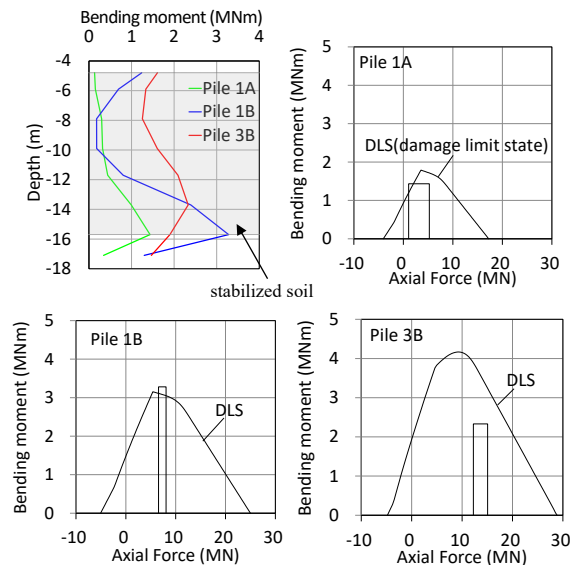 Bending moment (MNm)
0 1 2 3 4
-4
-6
-8
-10
-12
-14
-16
-18
Depth (m)
Pile 1A
Pile 1B
Pile 3B
stabilized soil
Pile 1A
5
4
3
2
1
0
Bending moment (MNm)
DLS(damage limit state)
-10 0 10 20 30
Axial Force (MN)
Pile 1B
5
4
3
2
1
0
Bending moment (MNm)
DLS
-10 0 10 20 30
Axial Force (MN)
Pile 3B
5
4
3
2
1
0
Bending moment (MNm)
DLS
-10 0 10 20 30
Axial Force (MN)